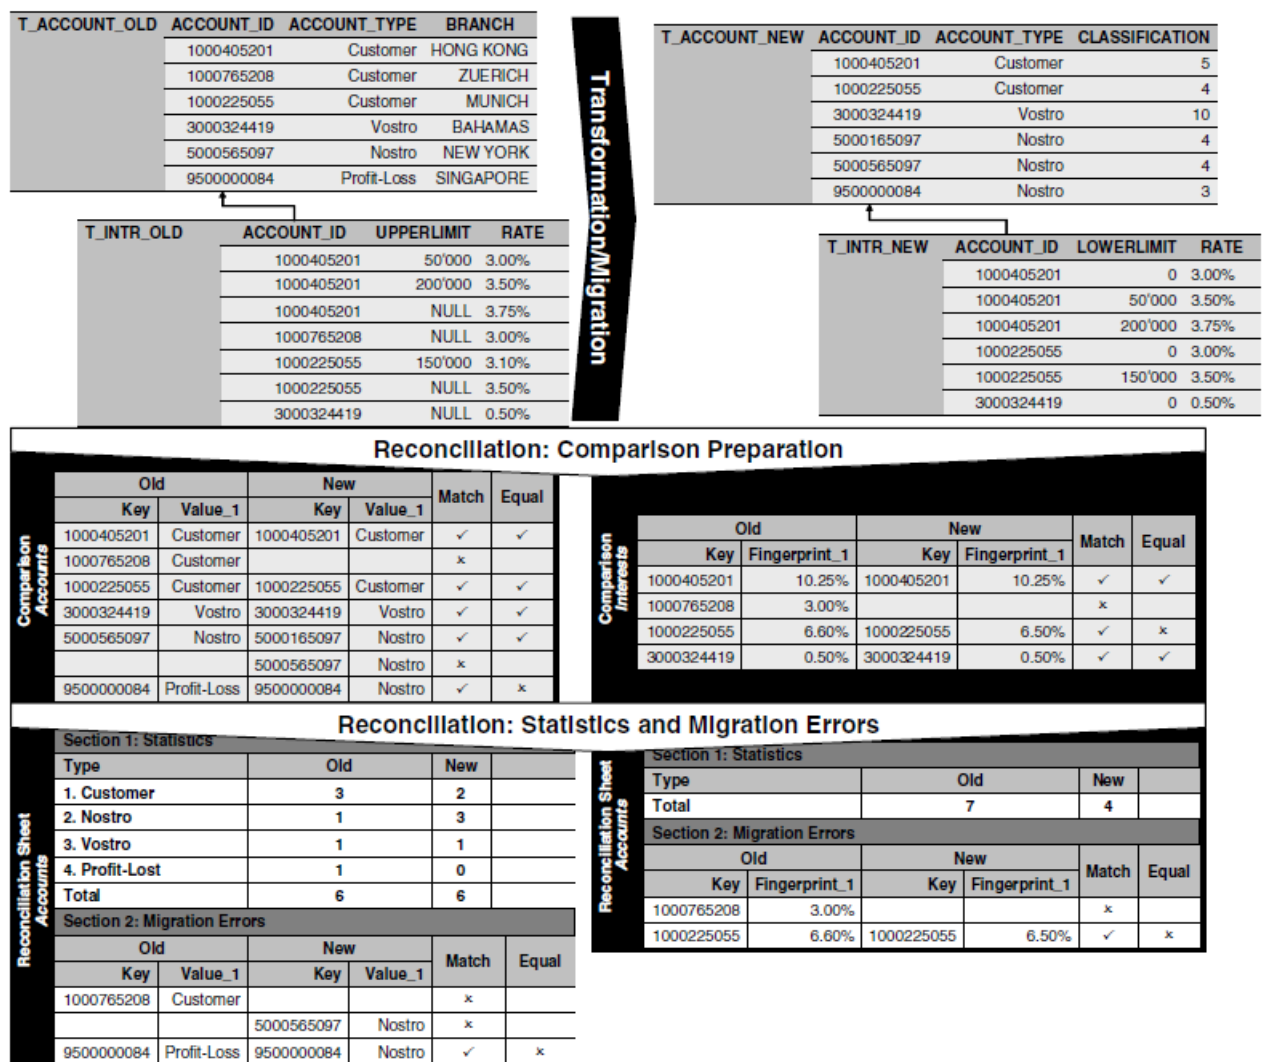 T_ACCOUNT_OLD ACCOUNT_ID ACCOUNT_TYPE BRANCH
1000405201 Customer HONG KONG
1000765208 Customer ZUERICH
1000225055 Customer MUNICH
3000324419 Vostro BAHAMAS
5000565097 Nostro NEW YORK
9500000084 Profit-Loss SINGAPORE
T_INTR_OLD ACCOUNT_ID UPPERLIMIT RATE
1000405201 50'000 3.00%
1000405201 200'000 3.50%
1000405201 NULL 3.75%
1000765208 NULL 3.00%
1000225055 150'000 3.10%
1000225055 NULL 3.50%
3000324419 NULL 0.50%
Transformation/Migration
T_ACCOUNT_NEW ACCOUNT_ID ACCOUNT_TYPE CLASSIFICATION
1000405201 Customer 5
1000225055 Customer 4
3000324419 Vostro 10
5000165097 Nostro 4
5000565097 Nostro 4
9500000084 Nostro 3
T_INTR_NEW ACCOUNT_ID LOWERLIMIT RATE
1000405201 0 3.00%
1000405201 50'000 3.50%
1000405201 200'000 3.75%
1000225055 0 3.00%
1000225055 150'000 3.50%
3000324419 0 0.50%
Reconciliation: Comparison Preparation
Comparison
Accounts
Old New Match Equal
Key Value_1 Key Value_1
1000405201 Customer 1000405201 Customer ✓ ✓
1000765208 Customer ×
1000225055 Customer 1000225055 Customer ✓ ✓
3000324419 Vostro 3000324419 Vostro ✓ ✓
5000565097 Nostro 5000165097 Nostro ✓ ✓
5000565097 Nostro ×
9500000084 Profit-Loss 9500000084 Nostro ✓ ×
Comparison
Interests
Old New Match Equal
Key Fingerprint_1 Key Fingerprint_1
1000405201 10.25% 1000405201 10.25% ✓ ✓
1000765208 3.00% ×
1000225055 6.60% 1000225055 6.50% ✓ ×
3000324419 0.50% 3000324419 0.50% ✓ ✓
Reconciliation: Statistics and Migration Errors
Reconciliation Sheet
Accounts
Section 1: Statistics
Type Old New
1. Customer 3 2
2. Nostro 1 3
3. Vostro 1 1
4. Profit-Lost 1 0
Total 6 6
Section 2: Migration Errors
Old New Match Equal
Key Value_1 Key Value_1
1000765208 Customer ×
5000565097 Nostro ×
9500000084 Profit-Loss 9500000084 Nostro ✓ ×
Reconciliation Sheet
Accounts
Section 1: Statistics
Type Old New
Total 7 4
Section 2: Migration Errors
Old New Match Equal
Key Fingerprint_1 Key Fingerprint_1
1000765208 3.00% ×
1000225055 6.60% 1000225055 6.50% ✓ ×